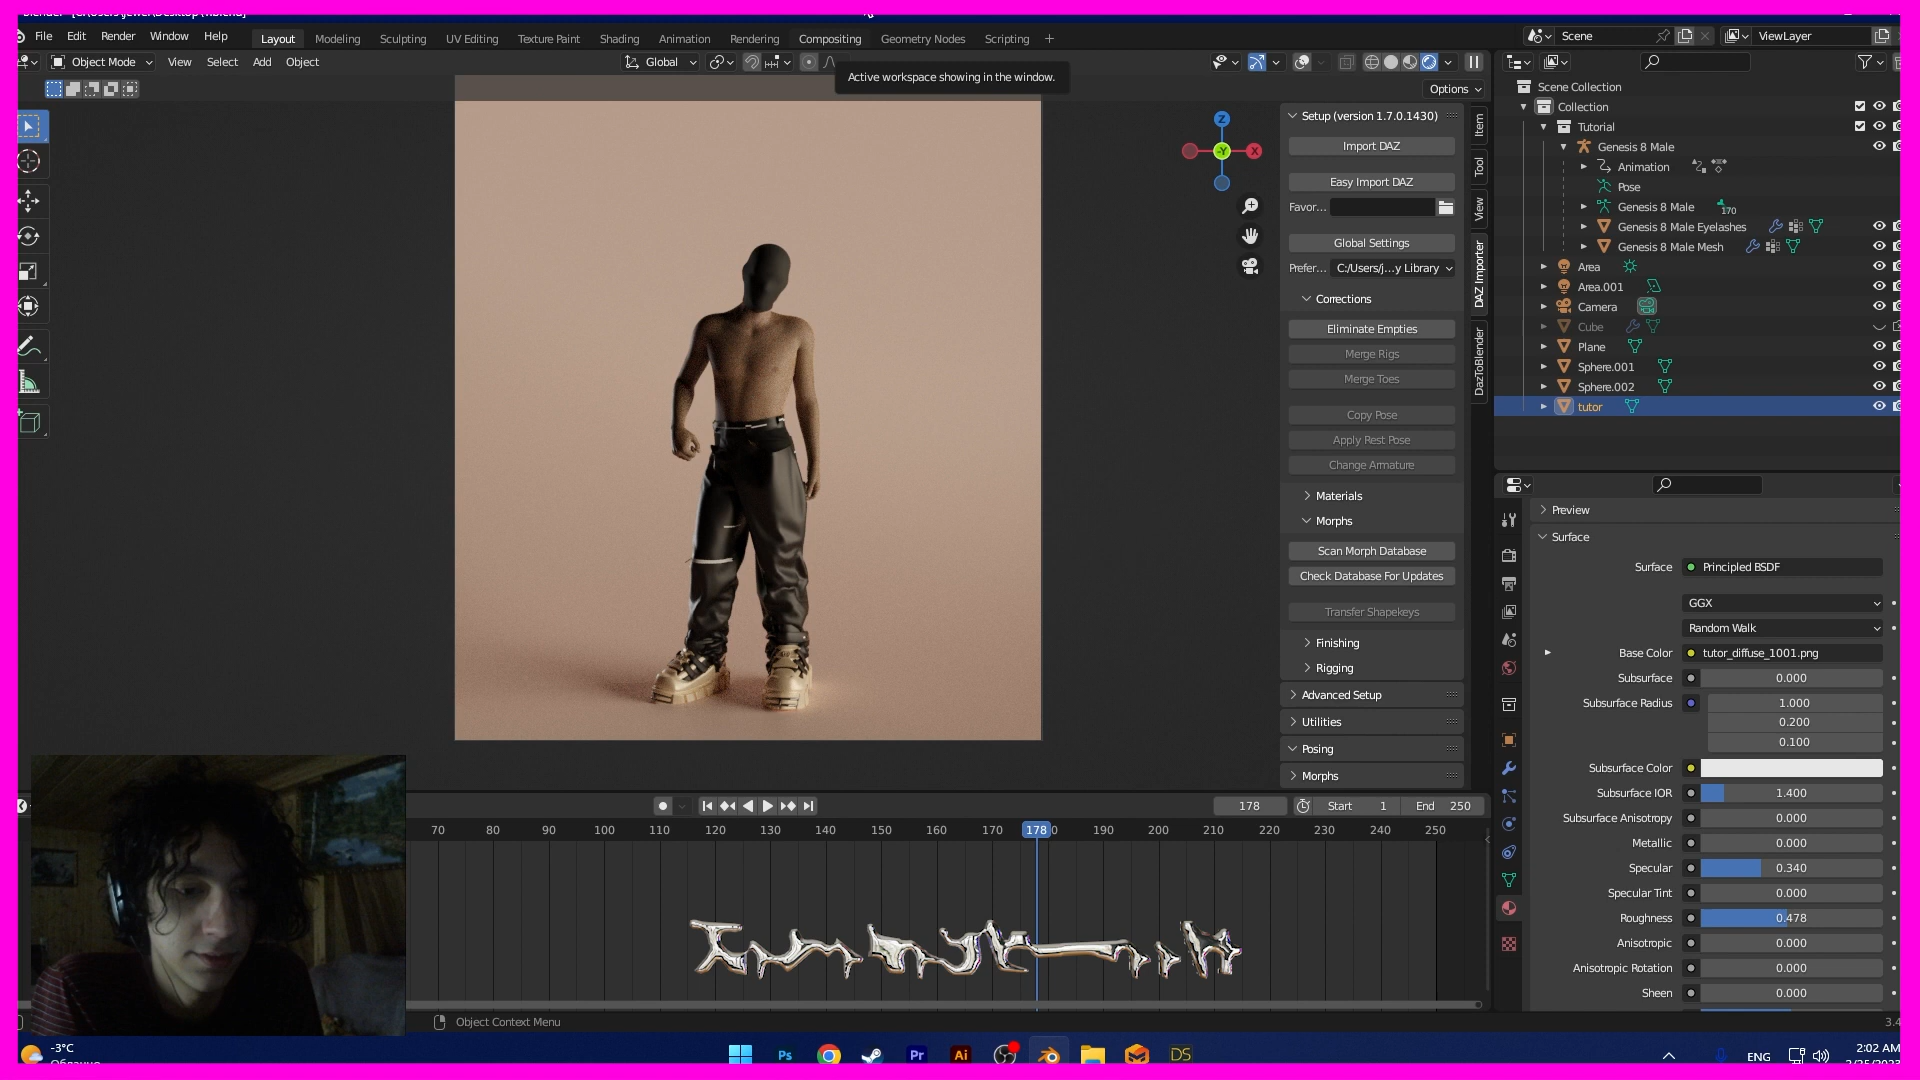 File Edit Render Window Help
Layout Modeling Sculpting UV Editing Texture Paint Shading Animation Rendering Compositing Geometry Nodes Scripting +
Scene
ViewLayer
Object Mode View Select Add Object
Global
Active workspace showing in the window.
Options
Z
-Y
X
Setup (version 1.7.0.1430)
Import DAZ
Easy Import DAZ
Favor...
Global Settings
Prefer... C:/Users/j...y Library
Corrections
Eliminate Empties
Merge Rigs
Merge Toes
Copy Pose
Apply Rest Pose
Change Armature
Materials
Morphs
Scan Morph Database
Check Database For Updates
Transfer Shapekeys
Finishing
Rigging
Advanced Setup
Utilities
Posing
Morphs
Item
Tool
View
DAZ Importer
DazToBlender
Scene Collection
Collection
Tutorial
Genesis 8 Male
Animation
Pose
Genesis 8 Male 170
Genesis 8 Male Eyelashes
Genesis 8 Male Mesh
Area
Area.001
Camera
Cube
Plane
Sphere.001
Sphere.002
tutor
Preview
Surface
Surface Principled BSDF
GGX
Random Walk
Base Color tutor_diffuse_1001.png
Subsurface 0.000
Subsurface Radius 1.000
0.200
0.100
Subsurface Color
Subsurface IOR 1.400
Subsurface Anisotropy 0.000
Metallic 0.000
Specular 0.340
Specular Tint 0.000
Roughness 0.478
Anisotropic 0.000
Anisotropic Rotation 0.000
Sheen 0.000
178 Start 1 End 250
70 80 90 100 110 120 130 140 150 160 170 178 190 200 210 220 230 240 250
Object Context Menu
-3°C
Ps Pr Ai DS
ENG
2:02 AM